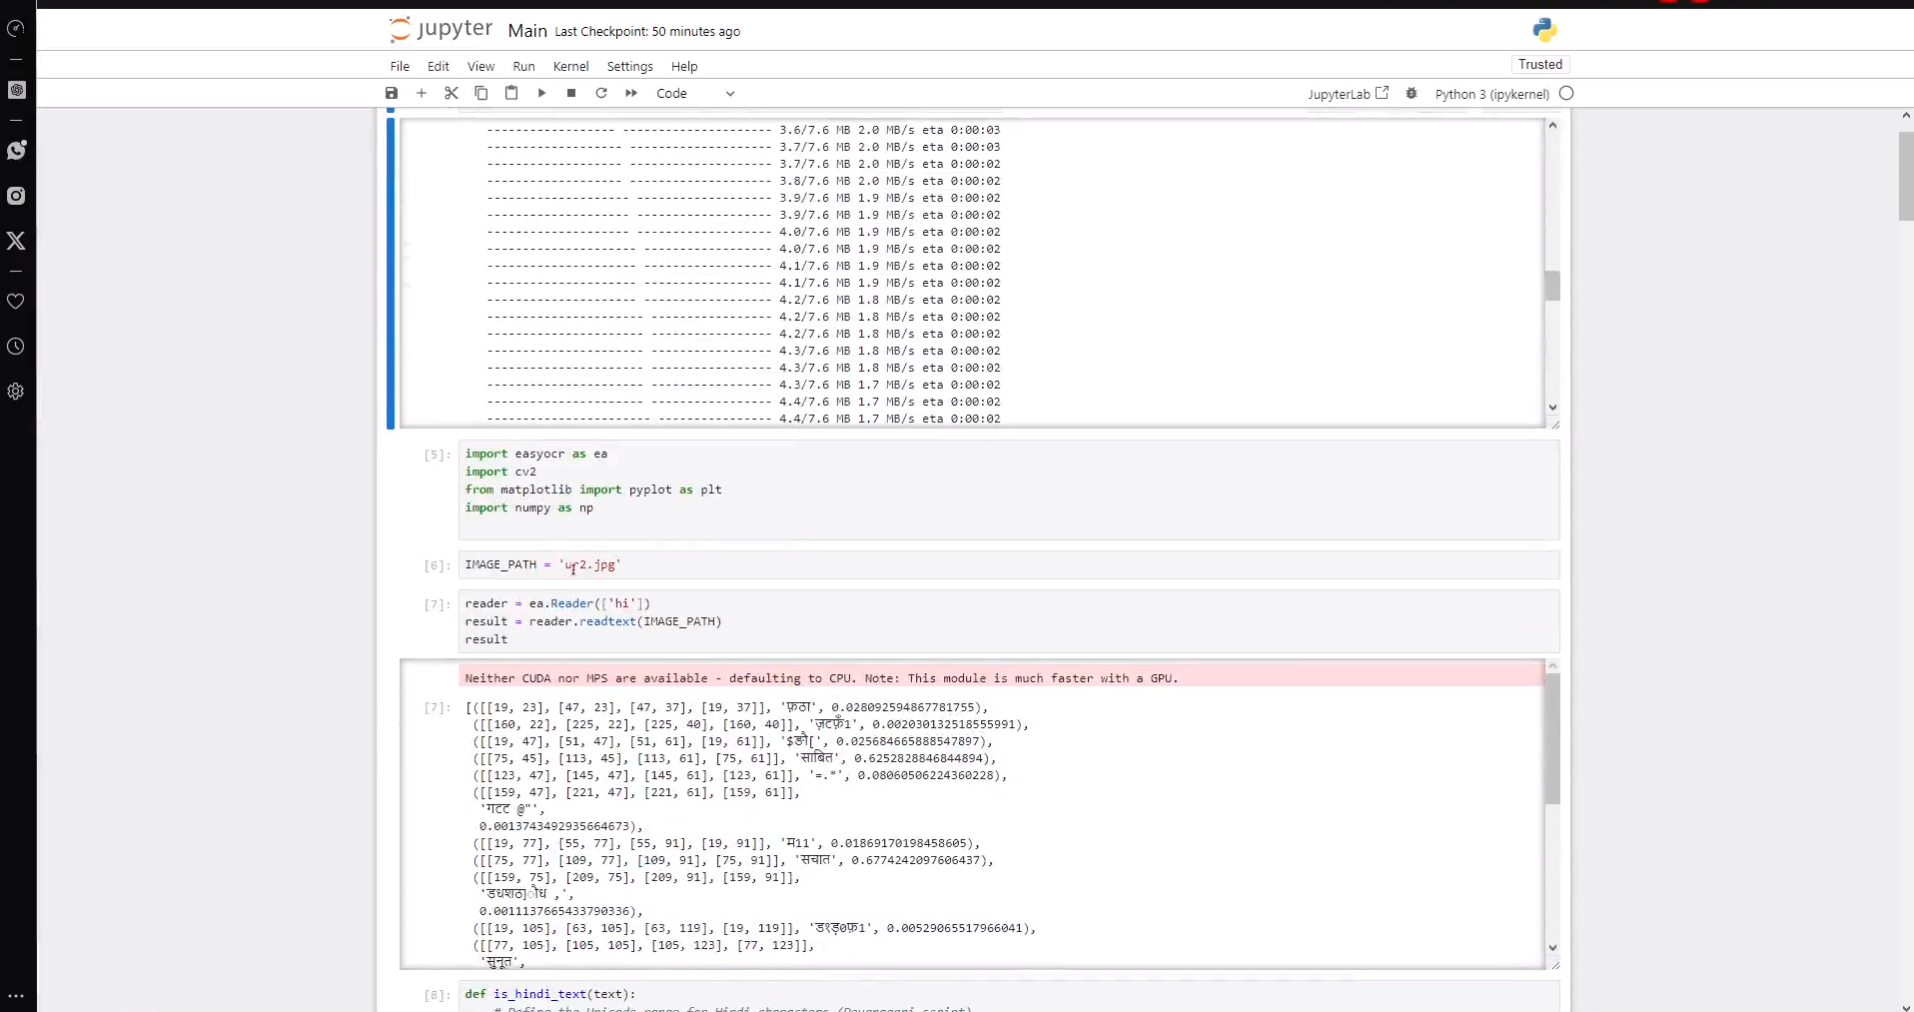 jupyter Main Last Checkpoint: 50 minutes ago
File Edit View Run Kernel Settings Help Trusted
Code JupyterLab Python 3 (ipykernel)
------------------- --------------------- 3.6/7.6 MB 2.0 MB/s eta 0:00:03
------------------- --------------------- 3.7/7.6 MB 2.0 MB/s eta 0:00:03
------------------- --------------------- 3.7/7.6 MB 2.0 MB/s eta 0:00:02
------------------- --------------------- 3.8/7.6 MB 2.0 MB/s eta 0:00:02
-------------------- -------------------- 3.9/7.6 MB 1.9 MB/s eta 0:00:02
-------------------- -------------------- 3.9/7.6 MB 1.9 MB/s eta 0:00:02
-------------------- -------------------- 4.0/7.6 MB 1.9 MB/s eta 0:00:02
-------------------- -------------------- 4.0/7.6 MB 1.9 MB/s eta 0:00:02
--------------------- ------------------- 4.1/7.6 MB 1.9 MB/s eta 0:00:02
--------------------- ------------------- 4.1/7.6 MB 1.9 MB/s eta 0:00:02
---------------------- ----------------- 4.2/7.6 MB 1.8 MB/s eta 0:00:02
---------------------- ----------------- 4.2/7.6 MB 1.8 MB/s eta 0:00:02
---------------------- ----------------- 4.2/7.6 MB 1.8 MB/s eta 0:00:02
---------------------- ----------------- 4.3/7.6 MB 1.8 MB/s eta 0:00:02
---------------------- ----------------- 4.3/7.6 MB 1.8 MB/s eta 0:00:02
---------------------- ----------------- 4.3/7.6 MB 1.7 MB/s eta 0:00:02
---------------------- ----------------- 4.4/7.6 MB 1.7 MB/s eta 0:00:02
----------------------- ---------------- 4.4/7.6 MB 1.7 MB/s eta 0:00:02
[5]: import easyocr as ea
import cv2
from matplotlib import pyplot as plt
import numpy as np
[6]: IMAGE_PATH = 'ur2.jpg'
[7]: reader = ea.Reader(['hi'])
result = reader.readtext(IMAGE_PATH)
result
Neither CUDA nor MPS are available - defaulting to CPU. Note: This module is much faster with a GPU.
[7]: [([[19, 23], [47, 23], [47, 37], [19, 37]], 'फ़ठा', 0.028092594867781755),
([[160, 22], [225, 22], [225, 40], [160, 40]], 'ज़टफ़ँ1', 0.002030132518555991),
([[19, 47], [51, 47], [51, 61], [19, 61]], '$ङौ[', 0.025684665888547897),
([[75, 45], [113, 45], [113, 61], [75, 61]], 'साबित', 0.6252828846844894),
([[123, 47], [145, 47], [145, 61], [123, 61]], '=.*', 0.08060506224360228),
([[159, 47], [221, 47], [221, 61], [159, 61]],
'गटट @"',
0.0013743492935664673),
([[19, 77], [55, 77], [55, 91], [19, 91]], 'म11', 0.01869170198458605),
([[75, 77], [109, 77], [109, 91], [75, 91]], 'सचात', 0.6774242097606437),
([[159, 75], [209, 75], [209, 91], [159, 91]],
0.0011137665433790336),
([[19, 105], [63, 105], [63, 119], [19, 119]], 'ड१ड़0फ़1', 0.00529065517966041),
([[77, 105], [105, 105], [105, 123], [77, 123]],
'सुनूत',
[8]: def is_hindi_text(text):